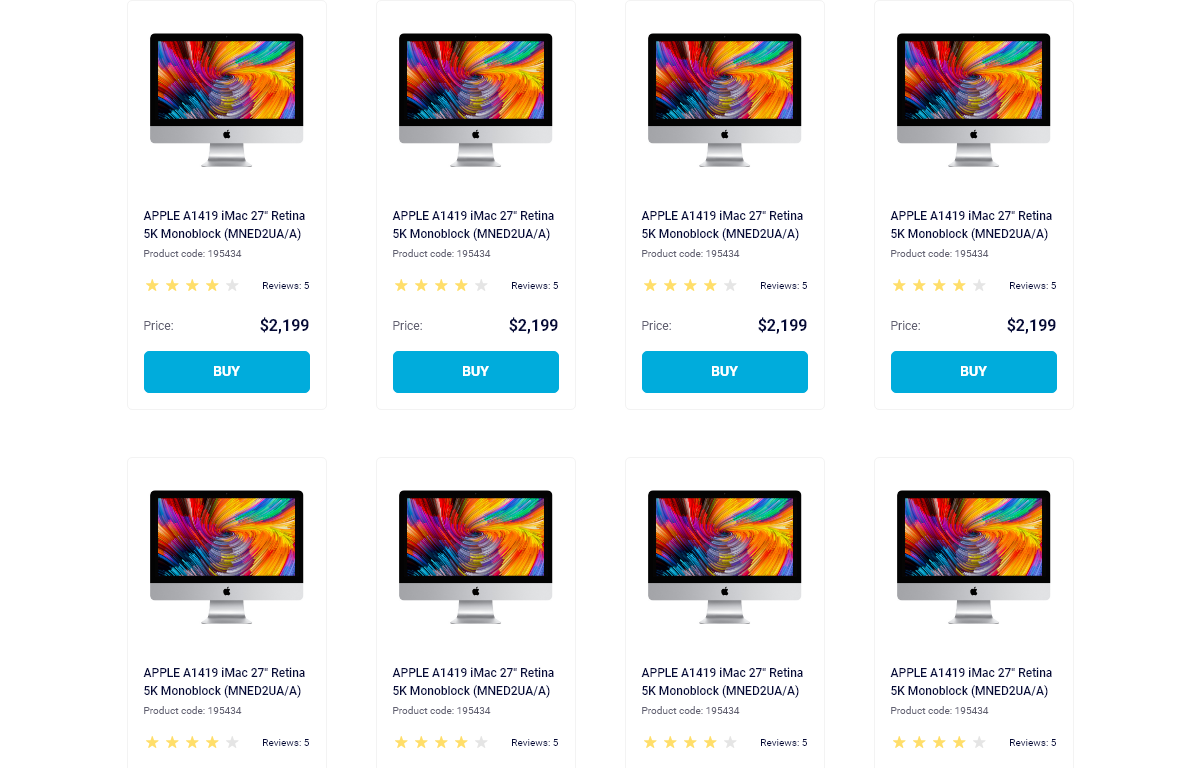 APPLE A1419 iMac 27" Retina
5K Monoblock (MNED2UA/A)
Product code: 195434
Reviews: 5
Price: $2,199
BUY
APPLE A1419 iMac 27" Retina
5K Monoblock (MNED2UA/A)
Product code: 195434
Reviews: 5
Price: $2,199
BUY
APPLE A1419 iMac 27" Retina
5K Monoblock (MNED2UA/A)
Product code: 195434
Reviews: 5
Price: $2,199
BUY
APPLE A1419 iMac 27" Retina
5K Monoblock (MNED2UA/A)
Product code: 195434
Reviews: 5
Price: $2,199
BUY
APPLE A1419 iMac 27" Retina
5K Monoblock (MNED2UA/A)
Product code: 195434
Reviews: 5
APPLE A1419 iMac 27" Retina
5K Monoblock (MNED2UA/A)
Product code: 195434
Reviews: 5
APPLE A1419 iMac 27" Retina
5K Monoblock (MNED2UA/A)
Product code: 195434
Reviews: 5
APPLE A1419 iMac 27" Retina
5K Monoblock (MNED2UA/A)
Product code: 195434
Reviews: 5